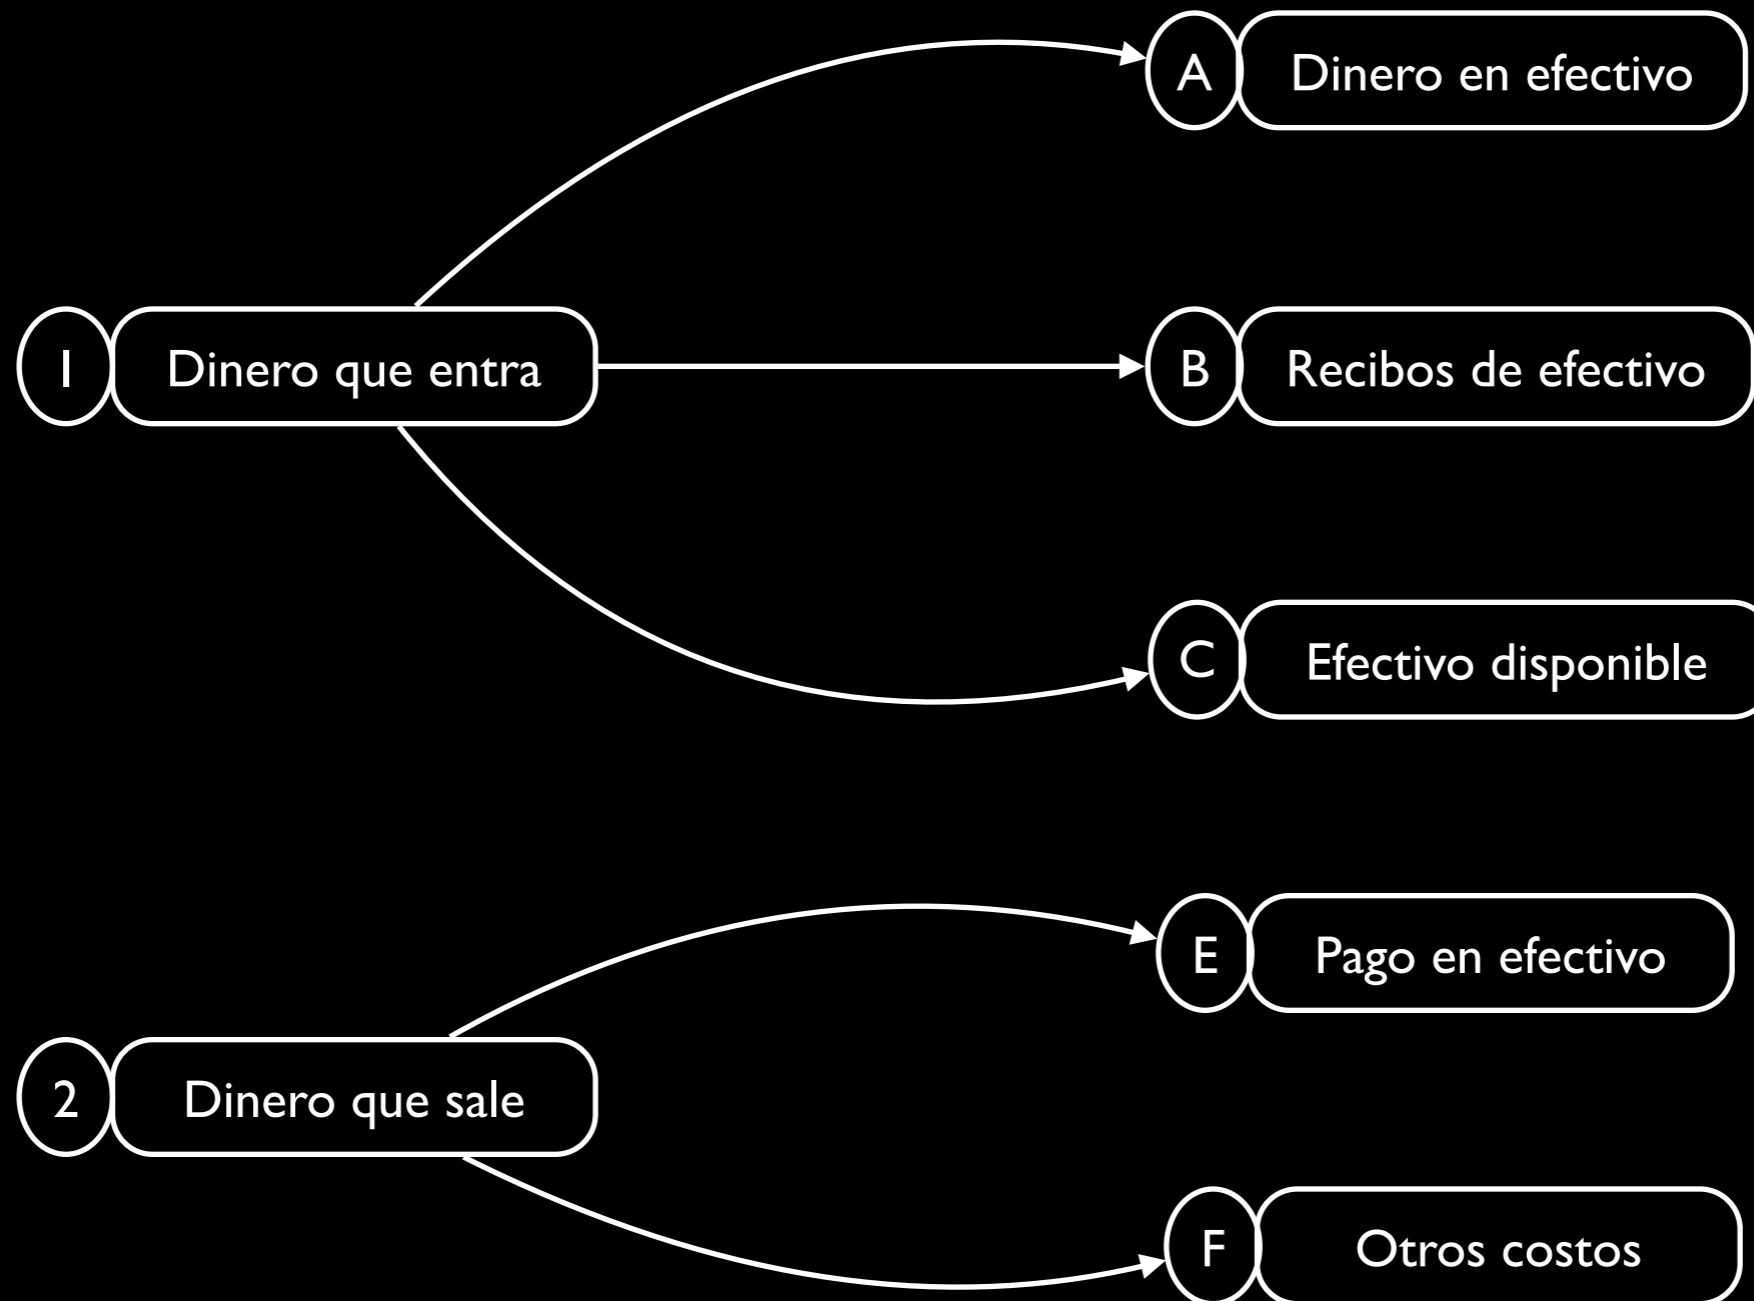 A Dinero en efectivo
1 Dinero que entra
B Recibos de efectivo
C Efectivo disponible
E Pago en efectivo
2 Dinero que sale
F Otros costos